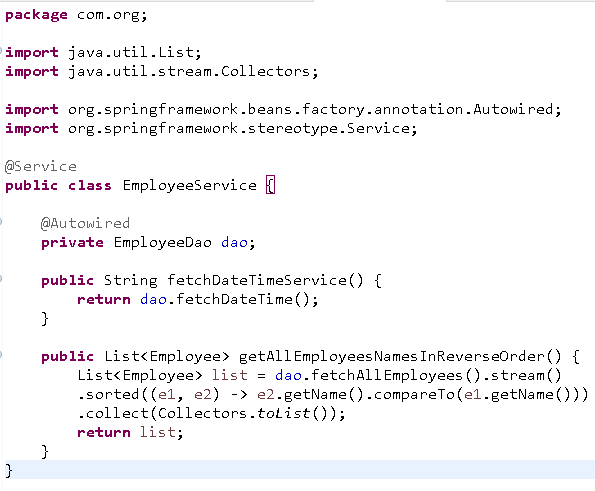 package com.org;
import java.util.List;
import java.util.stream.Collectors;
import org.springframework.beans.factory.annotation.Autowired;
import org.springframework.stereotype.Service;
@Service
public class EmployeeService {
@Autowired
private EmployeeDao dao;
public String fetchDateTimeService() {
return dao.fetchDateTime();
}
public List<Employee> getAllEmployeesNamesInReverseOrder() {
List<Employee> list = dao.fetchAllEmployees().stream()
.sorted((e1, e2) -> e2.getName().compareTo(e1.getName()))
.collect(Collectors.toList());
return list;
}
}